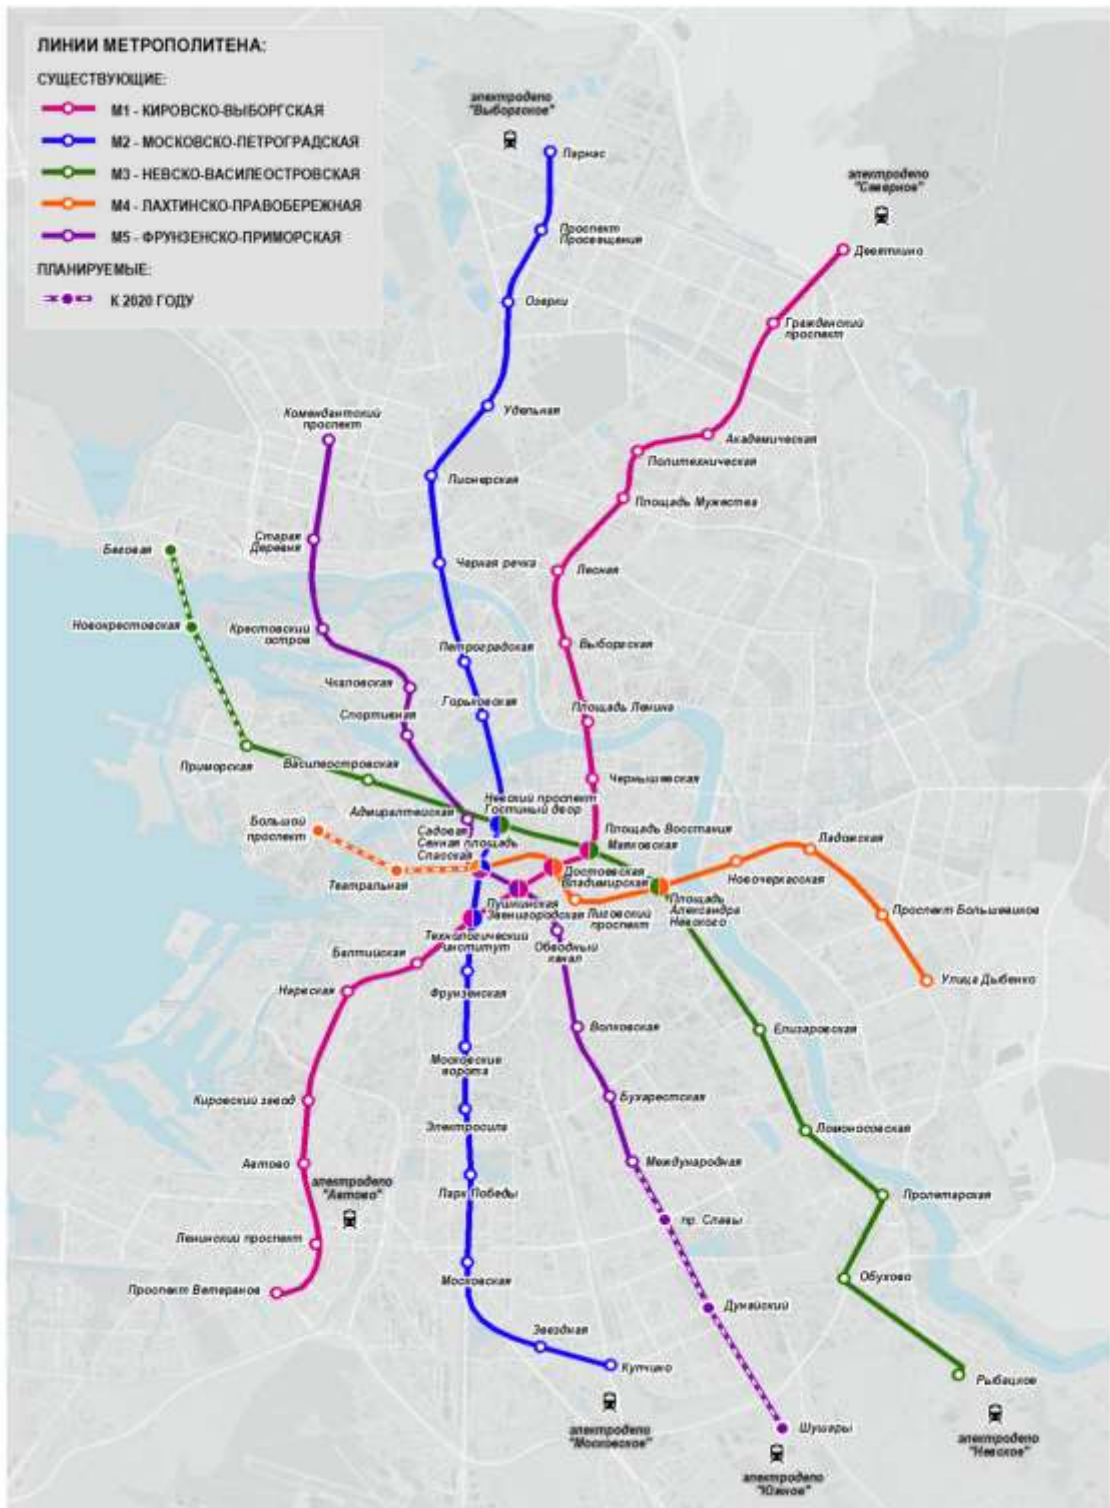 ЛИНИИ МЕТРОПОЛИТЕНА:
СУЩЕСТВУЮЩИЕ:
М1 - КИРОВСКО-ВЫБОРГСКАЯ
М2 - МОСКОВСКО-ПЕТРОГРАДСКАЯ
М3 - НЕВСКО-ВАСИЛЕОСТРОВСКАЯ
М4 - ЛАХТИНСКО-ПРАВОБЕРЕЖНАЯ
М5 - ФРУНЗЕНСКО-ПРИМОРСКАЯ
ПЛАНИРУЕМЫЕ:
К 2020 ГОДУ
электродепо
"Выборгское"
Парнас
электродепо
"Северное"
Проспект
Просвещения
Девяткино
Озерки
Гражданский
проспект
Удельная
Комендантский
проспект
Академическая
Политехническая
Пионерская
Площадь Мужества
Старая
Деревня
Беговая
Черная речка
Лесная
Новокрестовская
Крестовский
остров
Выборгская
Петроградская
Чкаловская
Спортивная
Горьковская
Площадь Ленина
Приморская
Василеостровская
Чернышевская
Невский проспект
Гостиный двор
Адмиралтейская
Большой
проспект
Садовая
Сенная площадь
Спасская
Площадь Восстания
Маяковская
Ладожская
Театральная
Достоевская
Владимирская
Новочеркасская
Пушкинская
Звенигородская
Лиговский
проспект
Площадь
Александра
Невского
Проспект Большевиков
Технологический
институт
Обводный
канал
Балтийская
Улица Дыбенко
Нарвская
Фрунзенская
Волковская
Елизаровская
Московские
ворота
Кировский завод
Бухарестская
Электросила
Ломоносовская
Автово
Международная
электродепо
"Автово"
Парк Победы
Пролетарская
пр. Славы
Ленинский проспект
Проспект Ветеранов
Московская
Обухово
Дунайский
Звездная
Купчино
Рыбацкое
электродепо
"Московское"
Шушары
электродепо
"Невское"
электродепо
"Южное"